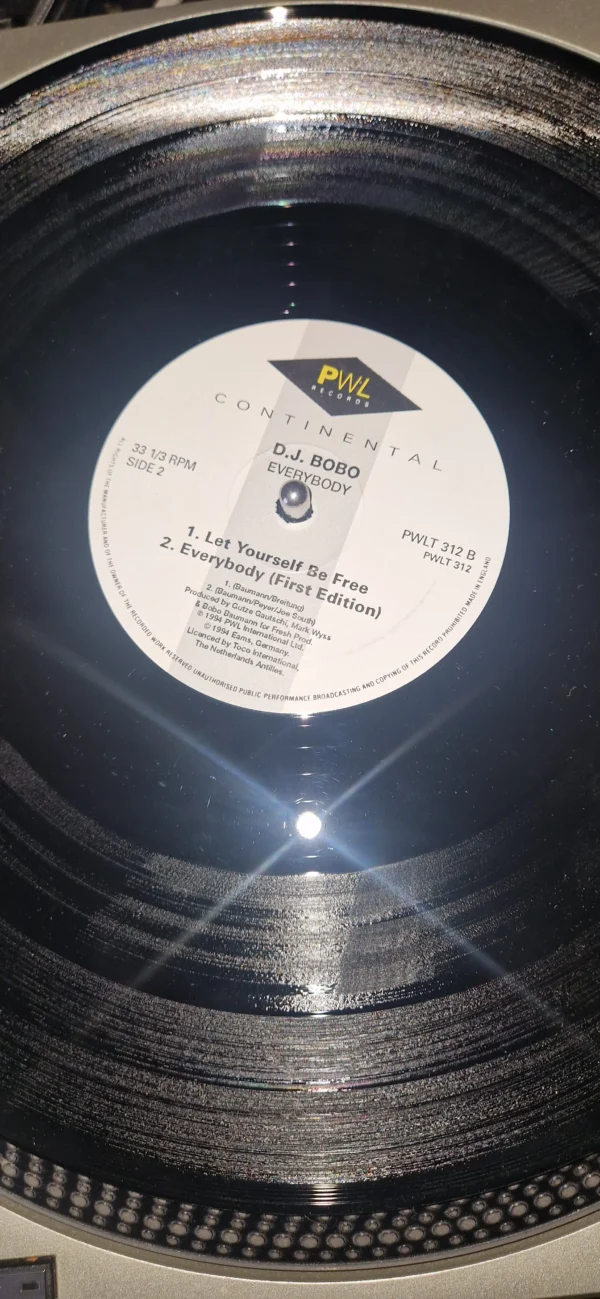 PWL
RECORDS
CONTINENTAL
33 1/3 RPM
SIDE 2
D.J. BOBO
EVERYBODY
PWLT 312 B
PWLT 312
1. Let Yourself Be Free
2. Everybody (First Edition)
1. (Baumann/Breitung)
2. (Baumann/Peyer/Joe South)
Produced by Gutze Gautschi, Mark Wyss
& Bobo Baumann for Fresh Prod.
℗ 1994 PWL International Ltd.
© 1994 Eams, Germany.
Licenced by Toco International,
The Netherlands Antilles.
ALL RIGHTS OF THE MANUFACTURER AND OF THE OWNER OF THE RECORDED WORK RESERVED UNAUTHORISED PUBLIC PERFORMANCE BROADCASTING AND COPYING OF THIS RECORD PROHIBITED MADE IN ENGLAND